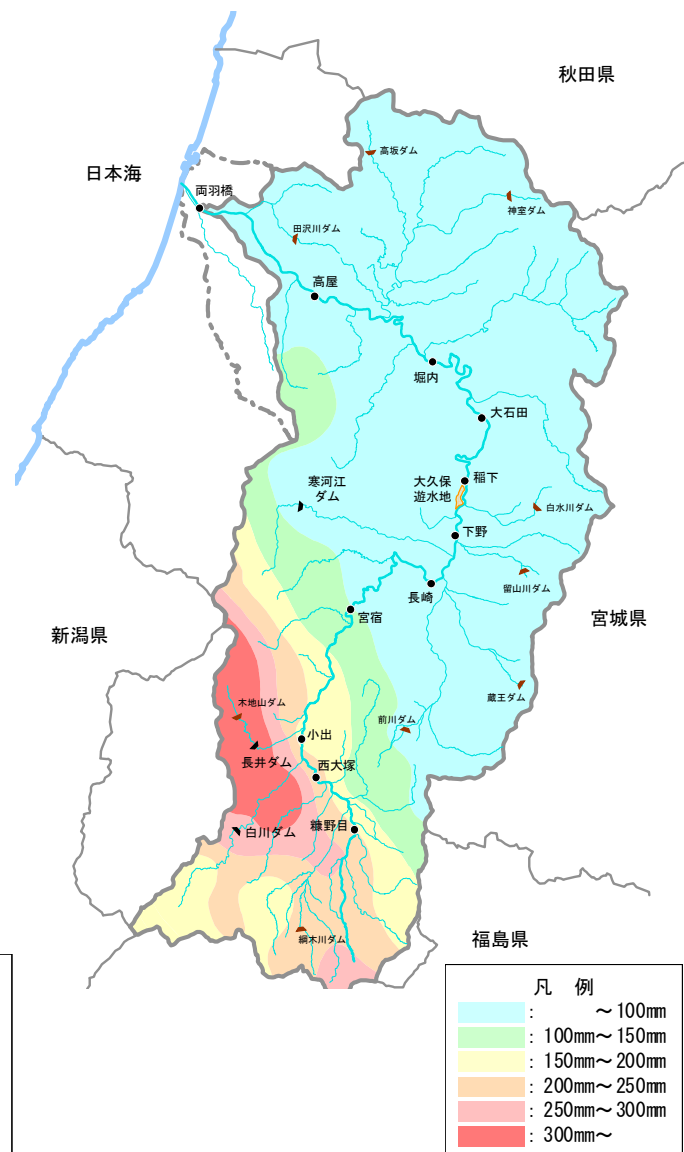 秋田県
高坂ダム
日本海
両羽橋
神室ダム
田沢川ダム
高屋
堀内
大石田
寒河江
ダム
大久保
遊水地
稲下
白水川ダム
下野
留山川ダム
長崎
宮宿
宮城県
新潟県
蔵王ダム
木地山ダム
前川ダム
小出
長井ダム
西大塚
白川ダム
糠野目
綱木川ダム
福島県
凡 例
: ～100mm
: 100mm～150mm
: 150mm～200mm
: 200mm～250mm
: 250mm～300mm
: 300mm～